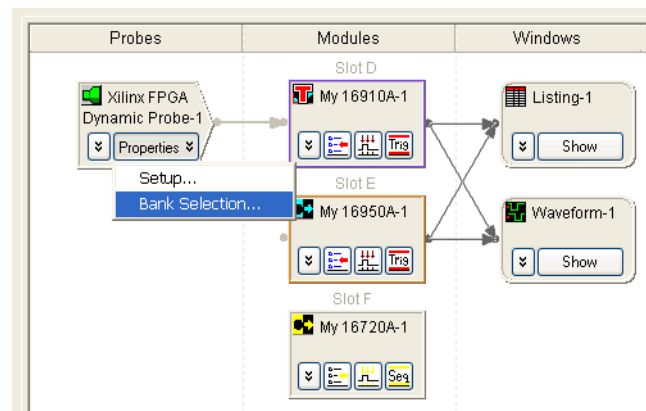 Probes Modules Windows
Slot D
Xilinx FPGA
Dynamic Probe-1
Properties
My 16910A-1
Trig
Listing-1
Show
Setup...
Bank Selection...
Slot E
My 16950A-1
Trig
Waveform-1
Show
Slot F
My 16720A-1
Seq